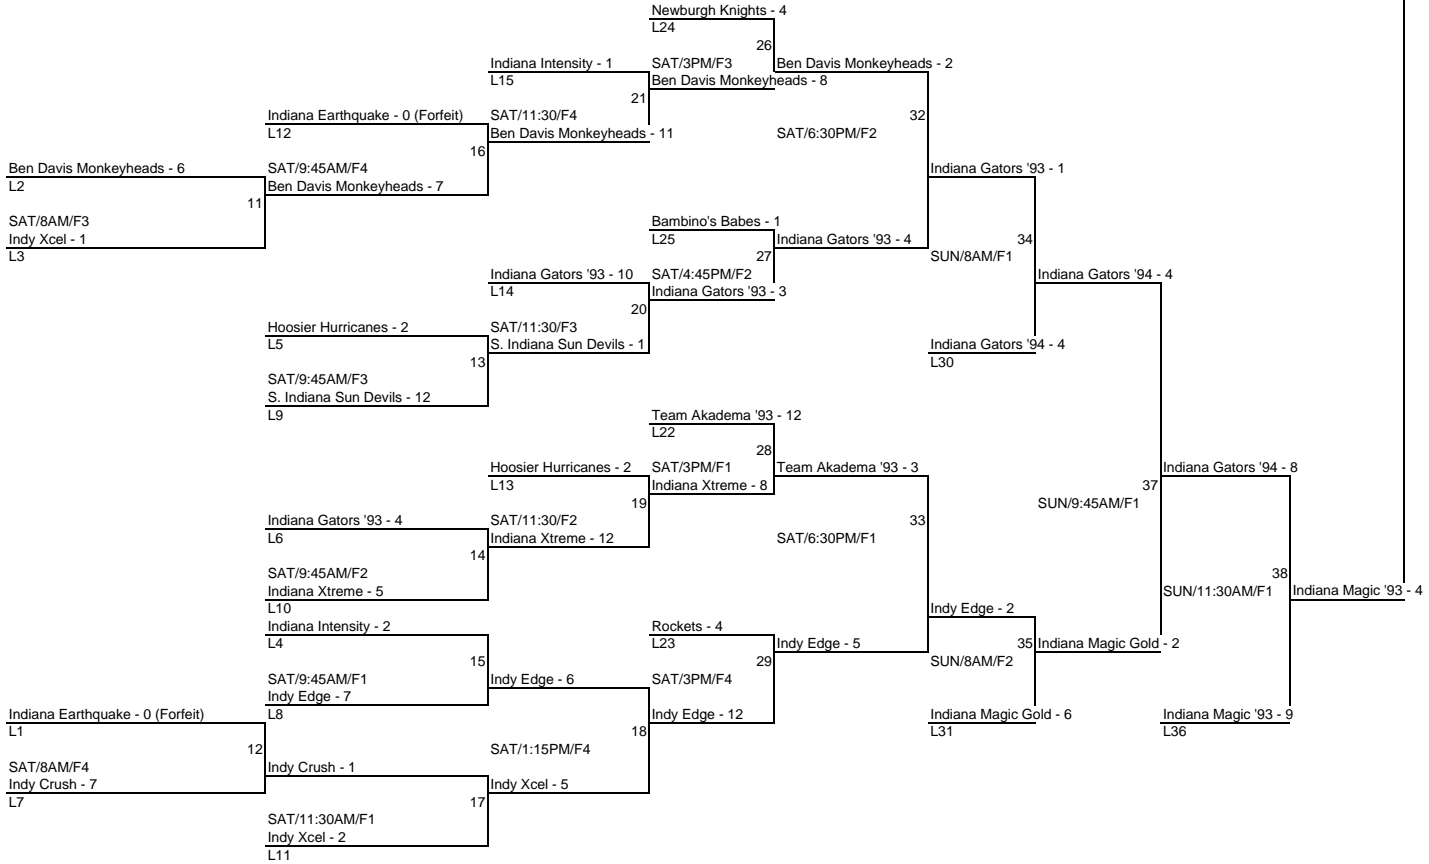 Newburgh Knights - 4
L24
26
Indiana Intensity - 1
SAT/3PM/F3
Ben Davis Monkeyheads - 2
L15
Ben Davis Monkeyheads - 8
21
Indiana Earthquake - 0 (Forfeit)
SAT/11:30/F4
32
L12
Ben Davis Monkeyheads - 11
SAT/6:30PM/F2
16
Ben Davis Monkeyheads - 6
SAT/9:45AM/F4
Indiana Gators '93 - 1
L2
Ben Davis Monkeyheads - 7
11
SAT/8AM/F3
Bambino's Babes - 1
Indy Xcel - 1
L25
Indiana Gators '93 - 4
34
L3
27
SUN/8AM/F1
Indiana Gators '93 - 10
SAT/4:45PM/F2
Indiana Gators '94 - 4
L14
Indiana Gators '93 - 3
20
Hoosier Hurricanes - 2
SAT/11:30/F3
L5
S. Indiana Sun Devils - 1
Indiana Gators '94 - 4
13
L30
SAT/9:45AM/F3
S. Indiana Sun Devils - 12
L9
Team Akadema '93 - 12
L22
28
Hoosier Hurricanes - 2
SAT/3PM/F1
Team Akadema '93 - 3
Indiana Gators '94 - 8
L13
Indiana Xtreme - 8
37
19
SUN/9:45AM/F1
Indiana Gators '93 - 4
SAT/11:30/F2
33
L6
Indiana Xtreme - 12
SAT/6:30PM/F1
14
SAT/9:45AM/F2
38
Indiana Xtreme - 5
SUN/11:30AM/F1
Indiana Magic '93 - 4
L10
Indy Edge - 2
Indiana Intensity - 2
Rockets - 4
L4
L23
Indy Edge - 5
35
Indiana Magic Gold - 2
15
29
SUN/8AM/F2
SAT/9:45AM/F1
Indy Edge - 6
SAT/3PM/F4
Indy Edge - 7
Indiana Earthquake - 0 (Forfeit)
L8
Indy Edge - 12
Indiana Magic Gold - 6
Indiana Magic '93 - 9
L1
18
L31
L36
12
SAT/1:15PM/F4
SAT/8AM/F4
Indy Crush - 1
Indy Crush - 7
Indy Xcel - 5
L7
17
SAT/11:30AM/F1
Indy Xcel - 2
L11